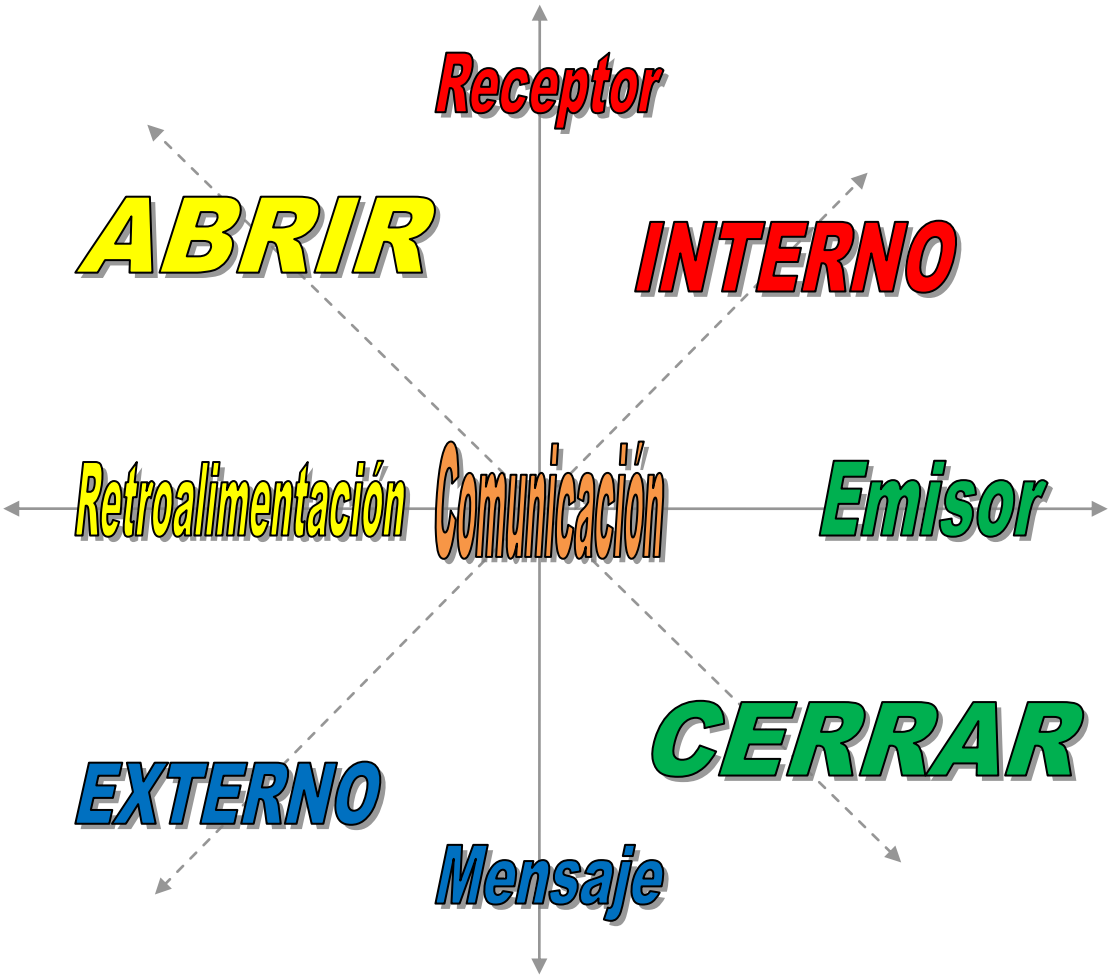 Receptor
ABRIR
INTERNO
Retroalimentación
Comunicación
Emisor
CERRAR
EXTERNO
Mensaje